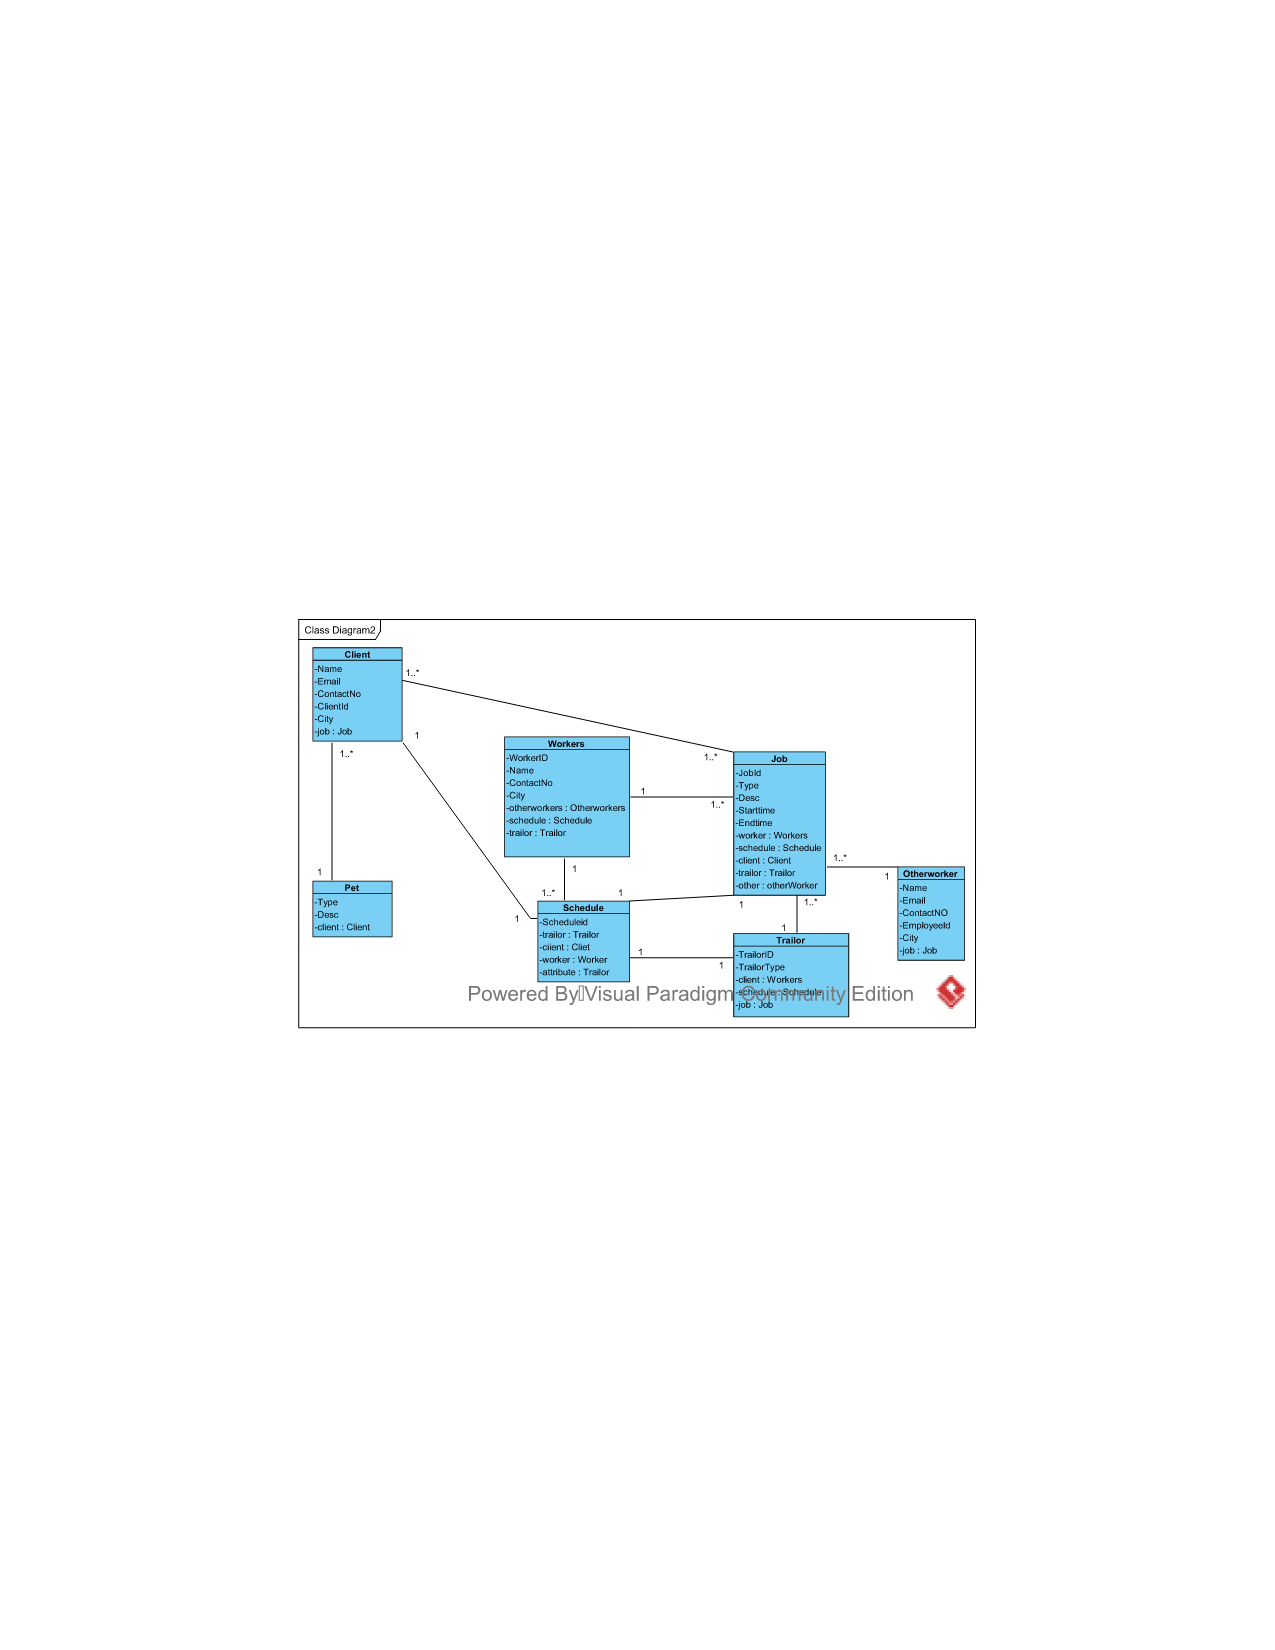 Class Diagram2
Client
-Name
-Email
-ContactNo
-ClientId
-City
-job : Job
1..*
1
1..*
1
Pet
-Type
-Desc
-client : Client
Workers
-WorkerID
-Name
-ContactNo
-City
-otherworkers : Otherworkers
-schedule : Schedule
-trailor : Trailor
1
1..*
1..*
1
1..*
1
1
Schedule
-Scheduleid
-trailor : Trailor
-client : Cliet
-worker : Worker
-attribute : Trailor
1
1
Job
-JobId
-Type
-Desc
-Starttime
-Endtime
-worker : Workers
-schedule : Schedule
-client : Client
-trailor : Trailor
-other : otherWorker
1
1..*
1
1..*
1
Otherworker
-Name
-Email
-ContactNO
-EmployeeId
-City
-job : Job
Trailor
-TrailorID
-TrailorType
-client : Workers
-schedule : Schedule
-job : Job
Powered By Visual Paradigm Community Edition